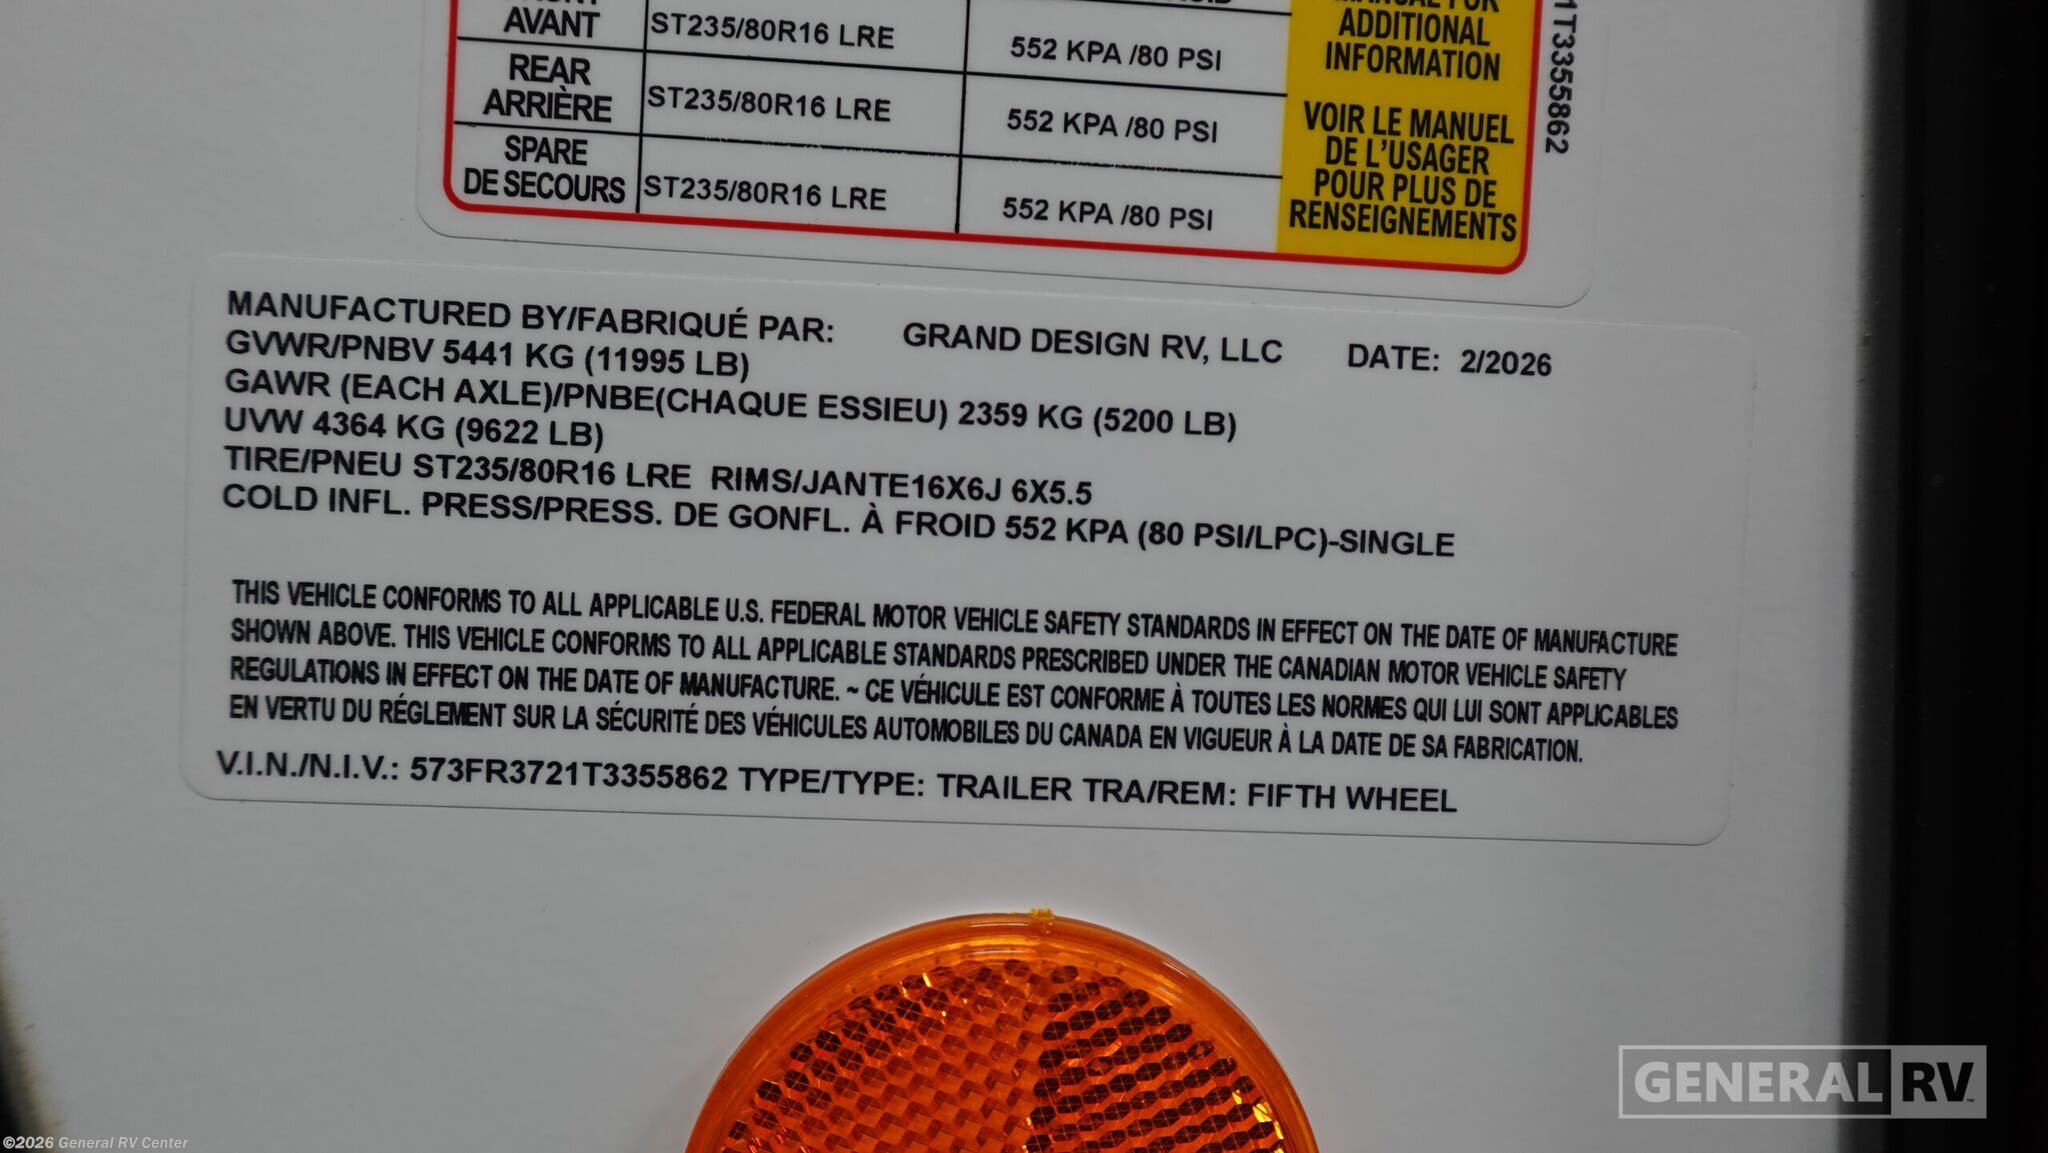 AVANT ST235/80R16 LRE 552 KPA /80 PSI
REAR
ARRIÈRE ST235/80R16 LRE 552 KPA /80 PSI
SPARE
DE SECOURS ST235/80R16 LRE 552 KPA /80 PSI
MANUAL FOR
ADDITIONAL
INFORMATION
VOIR LE MANUEL
DE L'USAGER
POUR PLUS DE
RENSEIGNEMENTS
1T3355862
MANUFACTURED BY/FABRIQUÉ PAR: GRAND DESIGN RV, LLC DATE: 2/2026
GVWR/PNBV 5441 KG (11995 LB)
GAWR (EACH AXLE)/PNBE(CHAQUE ESSIEU) 2359 KG (5200 LB)
UVW 4364 KG (9622 LB)
TIRE/PNEU ST235/80R16 LRE RIMS/JANTE16X6J 6X5.5
COLD INFL. PRESS/PRESS. DE GONFL. À FROID 552 KPA (80 PSI/LPC)-SINGLE
THIS VEHICLE CONFORMS TO ALL APPLICABLE U.S. FEDERAL MOTOR VEHICLE SAFETY STANDARDS IN EFFECT ON THE DATE OF MANUFACTURE
SHOWN ABOVE. THIS VEHICLE CONFORMS TO ALL APPLICABLE STANDARDS PRESCRIBED UNDER THE CANADIAN MOTOR VEHICLE SAFETY
REGULATIONS IN EFFECT ON THE DATE OF MANUFACTURE. ~ CE VÉHICULE EST CONFORME À TOUTES LES NORMES QUI LUI SONT APPLICABLES
EN VERTU DU RÉGLEMENT SUR LA SÉCURITÉ DES VÉHICULES AUTOMOBILES DU CANADA EN VIGUEUR À LA DATE DE SA FABRICATION.
V.I.N./N.I.V.: 573FR3721T3355862 TYPE/TYPE: TRAILER TRA/REM: FIFTH WHEEL
GENERAL RV
©2026 General RV Center